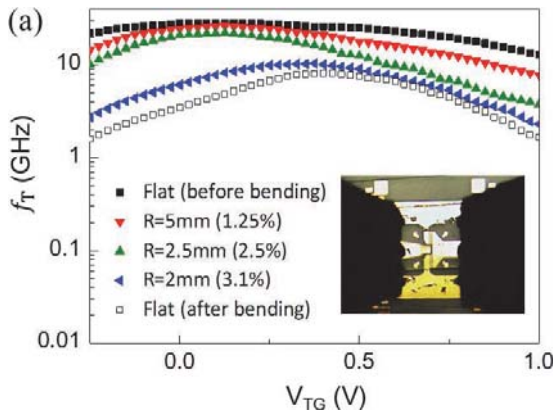 (a)
f_T (GHz)
10
1
0.1
0.01
Flat (before bending)
R=5mm (1.25%)
R=2.5mm (2.5%)
R=2mm (3.1%)
Flat (after bending)
0.0
0.5
1.0
V_TG (V)